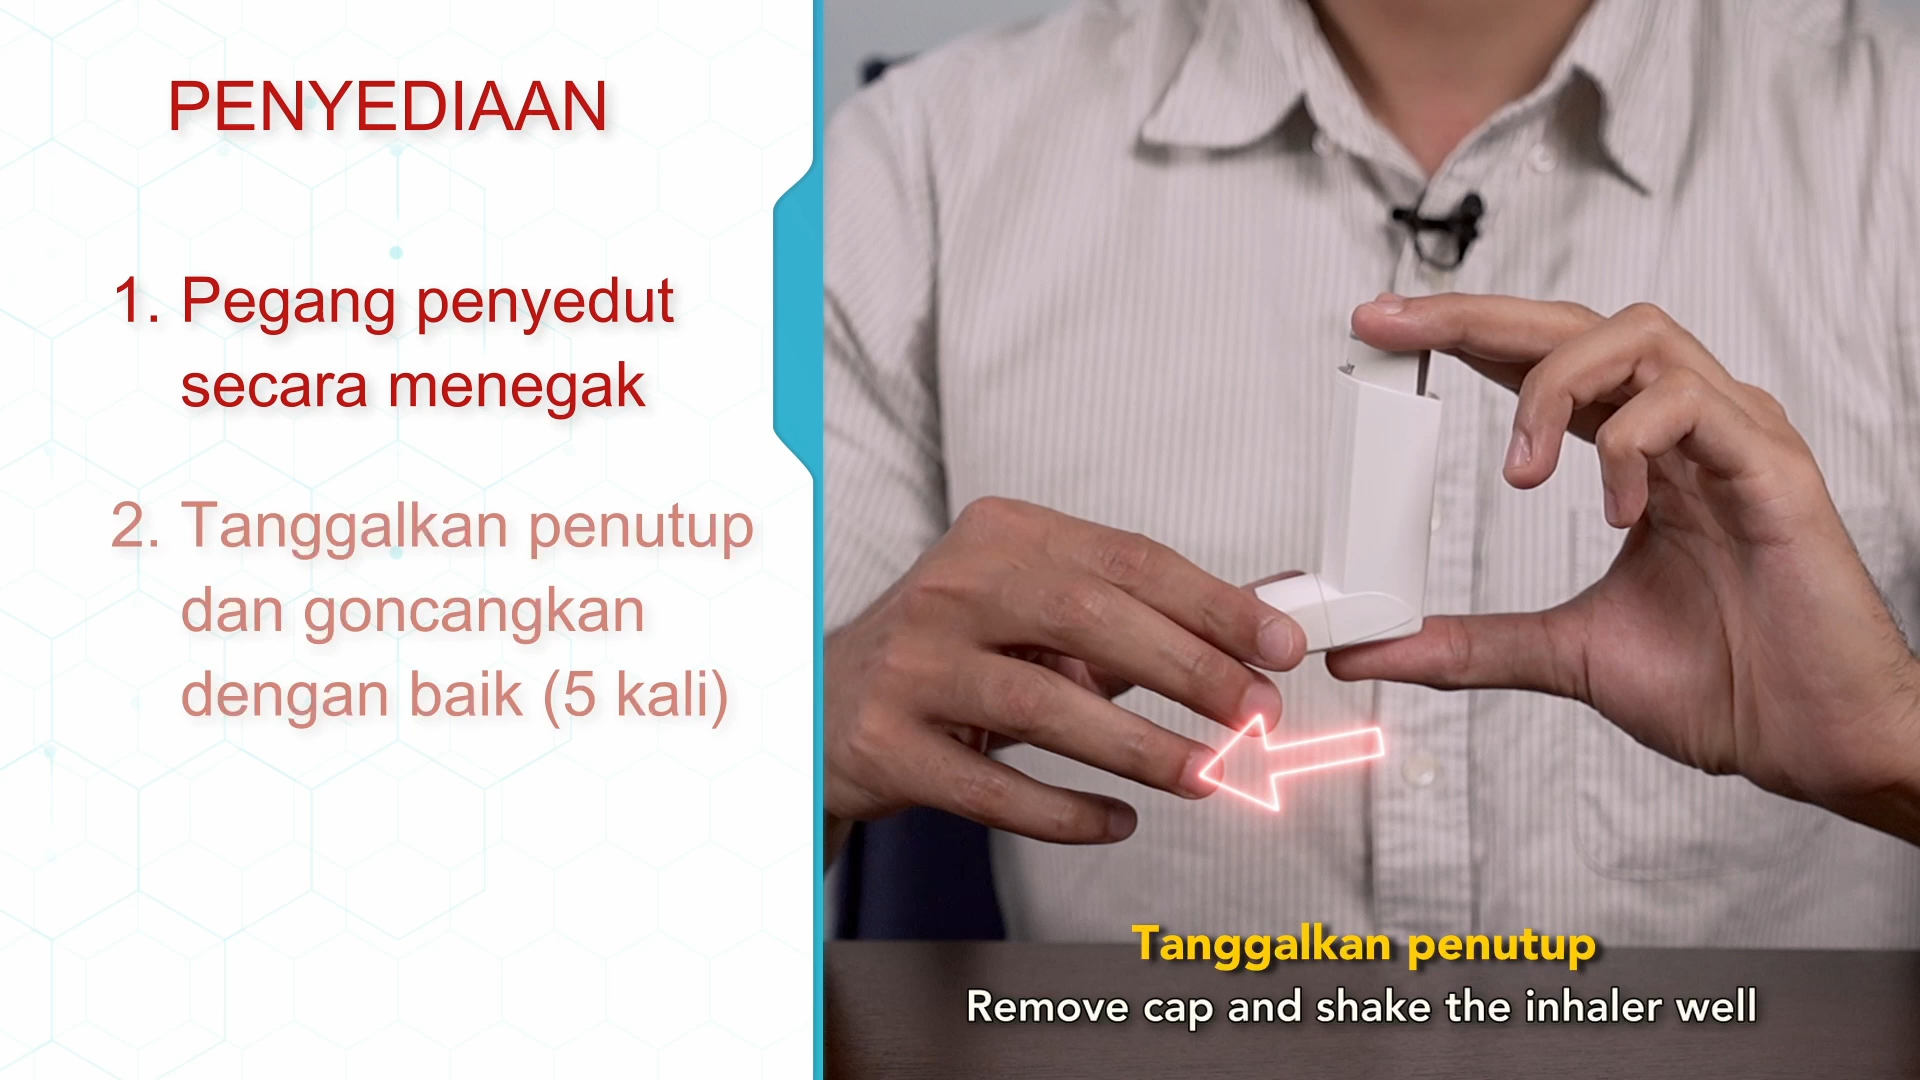 PENYEDIAAN
1. Pegang penyedut
secara menegak
2. Tanggalkan penutup
dan goncangkan
dengan baik (5 kali)
Tanggalkan penutup
Remove cap and shake the inhaler well